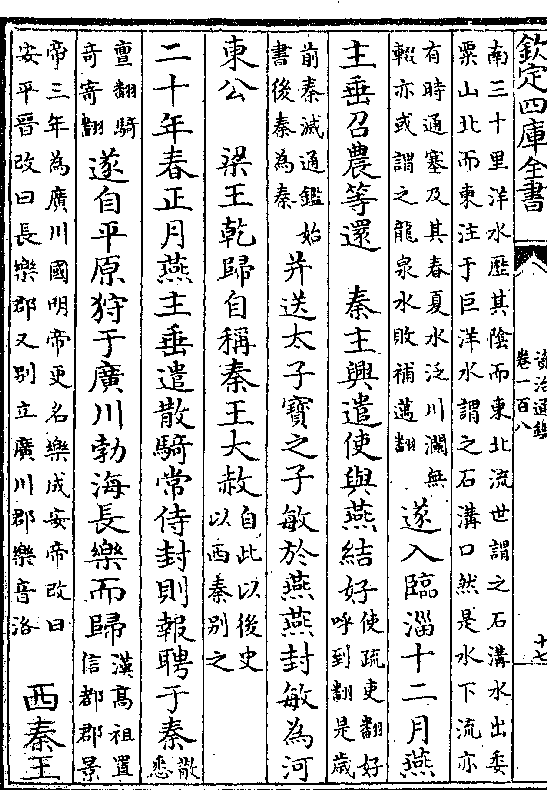 欽定四庫全書
資治通鑑
卷一百八
十七
南三十里洋水歷其陰而東北流世謂之石溝水出委
粟山北而東注于巨洋水謂之石溝口然是水下流亦
有時通塞及其春夏水泛川瀾無
輟亦或謂之龍泉水敗補邁翻
遂入臨淄十二月燕
主垂召農等還　秦主興遣使與燕結好
使疏吏翻好
呼到翻是歲
前秦滅通鑑始
書後秦為秦
并送太子寶之子敏於燕燕封敏為河
東公　梁王乾歸自稱秦王大赦
自此以後史
以西秦别之
二十年春正月燕主垂遣散騎常侍封則報聘于秦
散
悉
亶翻騎
奇寄翻
遂自平原狩于廣川勃海長樂而歸
漢高祖置
信都郡景
帝三年為廣川國明帝更名樂成安帝改曰
安平晉改曰長樂郡又别立廣川郡樂音洛
西秦王